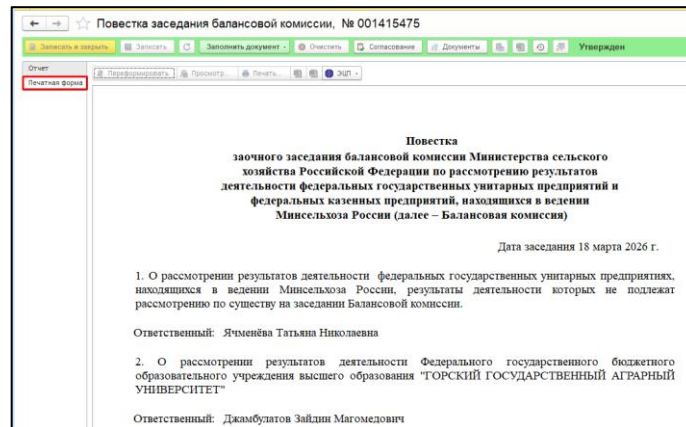 Повестка заседания балансовой комиссии, № 001415475
Записать и закрыть Записать Заполнить документ Очистить Согласование Документы Утвержден
Отчет
Печатная форма
Переформировать Просмотр... Печать... ЭЦП
Повестка
заочного заседания балансовой комиссии Министерства сельского
хозяйства Российской Федерации по рассмотрению результатов
деятельности федеральных государственных унитарных предприятий и
федеральных казенных предприятий, находящихся в ведении
Минсельхоза России (далее – Балансовая комиссия)
Дата заседания 18 марта 2026 г.
1. О рассмотрении результатов деятельности федеральных государственных унитарных предприятиях,
находящихся в ведении Минсельхоза России, результаты деятельности которых не подлежат
рассмотрению по существу на заседании Балансовой комиссии.
Ответственный: Ячменёва Татьяна Николаевна
2. О рассмотрении результатов деятельности Федерального государственного бюджетного
образовательного учреждения высшего образования "ГОРСКИЙ ГОСУДАРСТВЕННЫЙ АГРАРНЫЙ
УНИВЕРСИТЕТ"
Ответственный: Джамбулатов Зайдин Магомедович